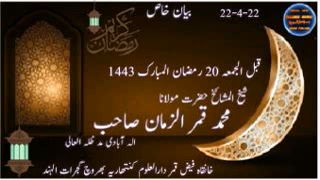 بیان خاص
22-4-22
رمضان كريم
قبل الجمعہ 20 رمضان المبارک 1443
شیخ المشائخ حضرت مولانا
محمد قمر الزمان صاحب
الہ آبادی مد ظلہ العالی
خانقاہ فیض قمر دارالعلوم کنتھاریہ بھروچ گجرات الہند